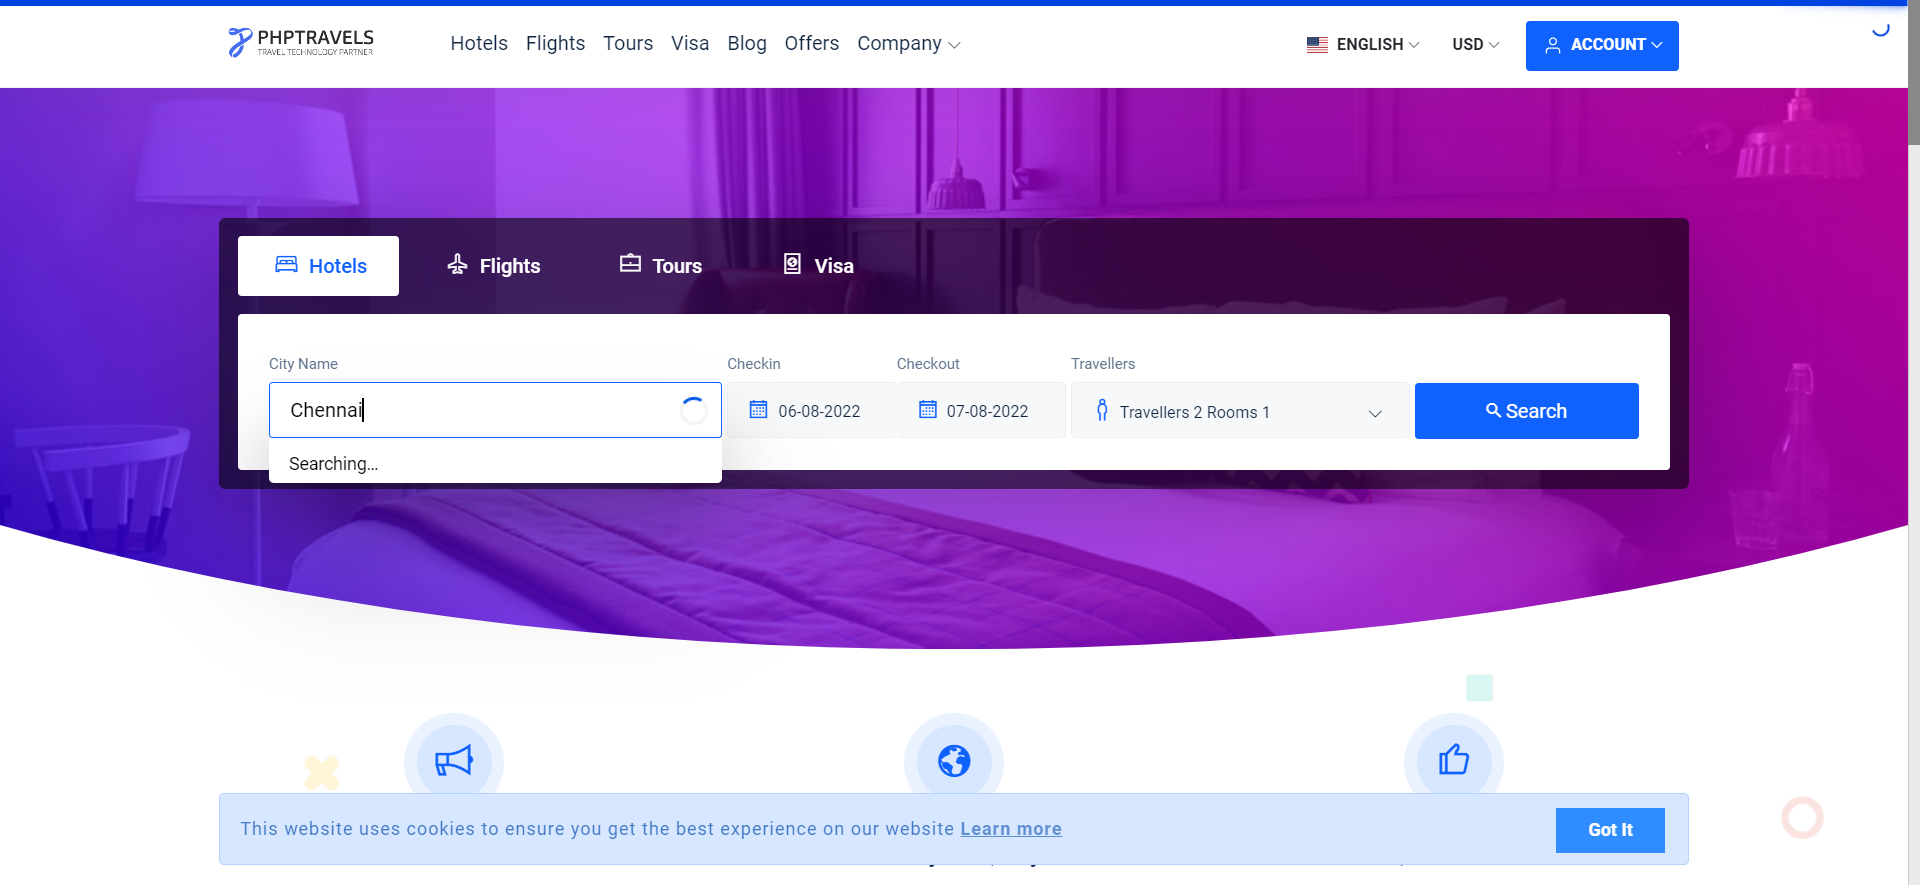 PHPTRAVELS
TRAVEL TECHNOLOGY PARTNER
Hotels Flights Tours Visa Blog Offers Company
ENGLISH USD ACCOUNT
Hotels Flights Tours Visa
City Name Checkin Checkout Travellers
Chennai 06-08-2022 07-08-2022 Travellers 2 Rooms 1 Search
Searching...
This website uses cookies to ensure you get the best experience on our website Learn more Got It